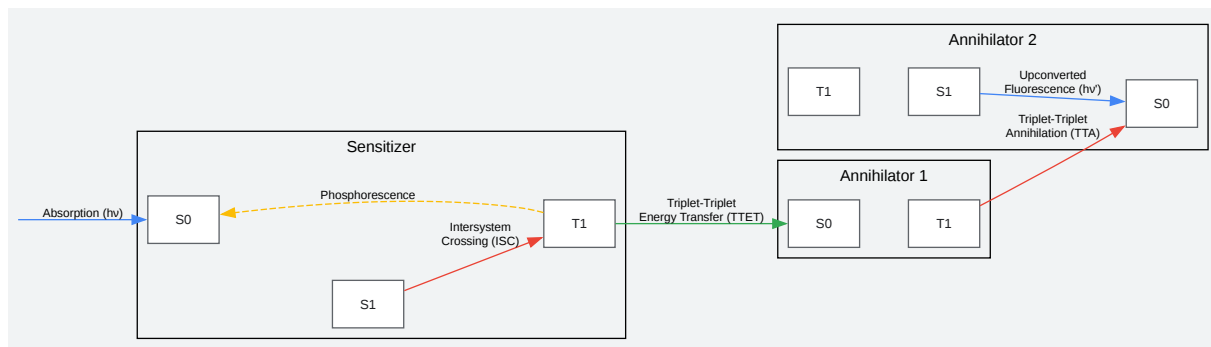 Annihilator 2
T1
S1
Upconverted
Fluorescence (hν')
S0
Triplet-Triplet
Annihilation (TTA)
Sensitizer
Absorption (hν)
S0
Phosphorescence
Intersystem
Crossing (ISC)
T1
S1
Triplet-Triplet
Energy Transfer (TTET)
Annihilator 1
S0
T1